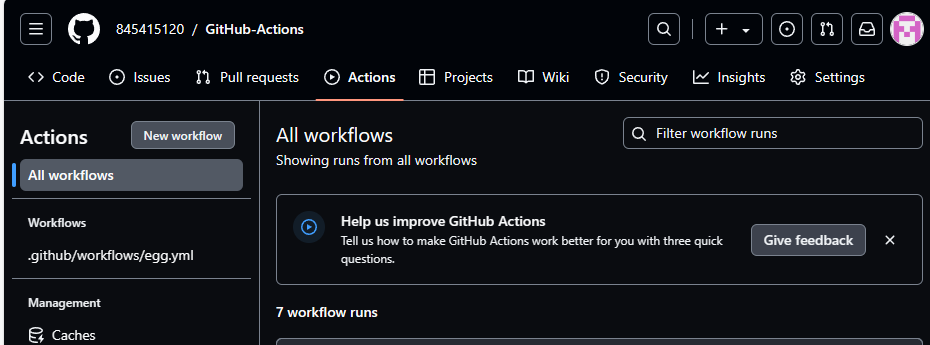 845415120 / GitHub-Actions
Code Issues Pull requests Actions Projects Wiki Security Insights Settings
Actions New workflow
All workflows
Workflows
.github/workflows/egg.yml
Management
Caches
All workflows
Filter workflow runs
Showing runs from all workflows
Help us improve GitHub Actions
Tell us how to make GitHub Actions work better for you with three quick
questions.
Give feedback
7 workflow runs